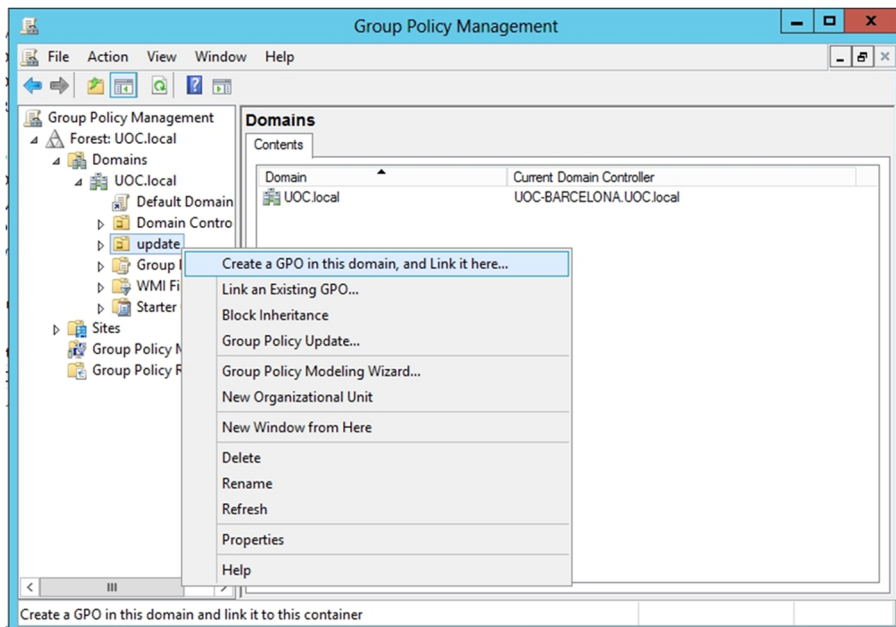 Group Policy Management
File Action View Window Help
Group Policy Management
Forest: UOC.local
Domains
UOC.local
Default Domain
Domain Contro
update
Group
WMI Fi
Starter
Sites
Group Policy
Group Policy R
Domains
Contents
Domain Current Domain Controller
UOC.local UOC-BARCELONA.UOC.local
Create a GPO in this domain, and Link it here...
Link an Existing GPO...
Block Inheritance
Group Policy Update...
Group Policy Modeling Wizard...
New Organizational Unit
New Window from Here
Delete
Rename
Refresh
Properties
Help
Create a GPO in this domain and link it to this container